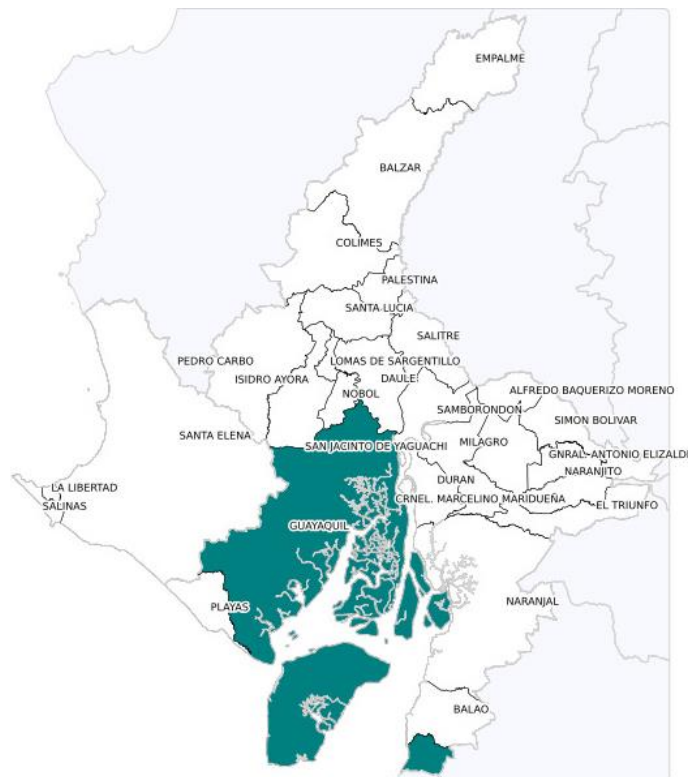 EMPALME
BALZAR
COLIMES
PALESTINA
SANTA LUCIA
SALITRE
PEDRO CARBO
LOMAS DE SARGENTILLO
ISIDRO AYORA
DAULE
NOBOL
ALFREDO BAQUERIZO MORENO
SAMBORONDON
SIMON BOLIVAR
SANTA ELENA
SAN JACINTO DE YAGUACHI
MILAGRO
GNRAL. ANTONIO ELIZALDE
NARANJITO
DURAN
LA LIBERTAD
CRNEL. MARCELINO MARIDUEÑA
SALINAS
EL TRIUNFO
GUAYAQUIL
NARANJAL
PLAYAS
BALAO